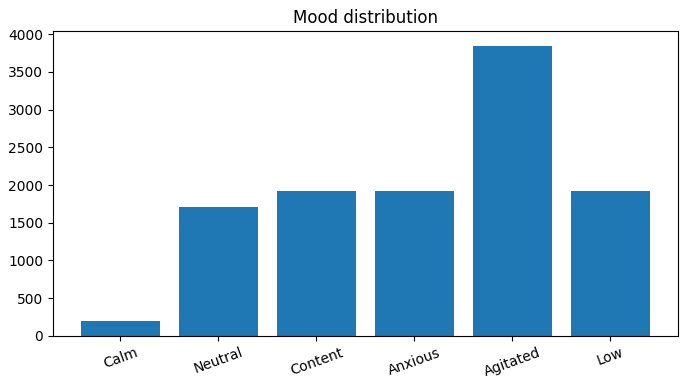 Mood distribution
4000
3500
3000
2500
2000
1500
1000
500
0
Calm
Neutral
Content
Anxious
Agitated
Low